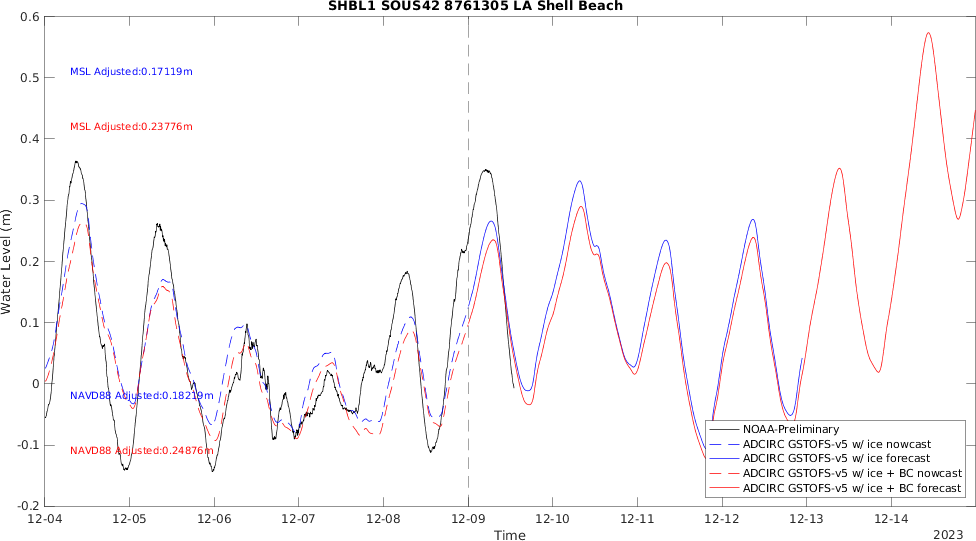 SHBL1 SOUS42 8761305 LA Shell Beach
0.6
0.5
0.4
0.3
0.2
0.1
0
-0.1
-0.2
Water Level (m)
MSL Adjusted:0.17119m
MSL Adjusted:0.23776m
NAVD88 Adjusted:0.18219m
NAVD88 Adjusted:0.24876m
NOAA-Preliminary
ADCIRC GSTOFS-v5 w/ ice nowcast
ADCIRC GSTOFS-v5 w/ ice forecast
ADCIRC GSTOFS-v5 w/ ice + BC nowcast
ADCIRC GSTOFS-v5 w/ ice + BC forecast
12-04 12-05 12-06 12-07 12-08 12-09 12-10 12-11 12-12 12-13 12-14
Time
2023